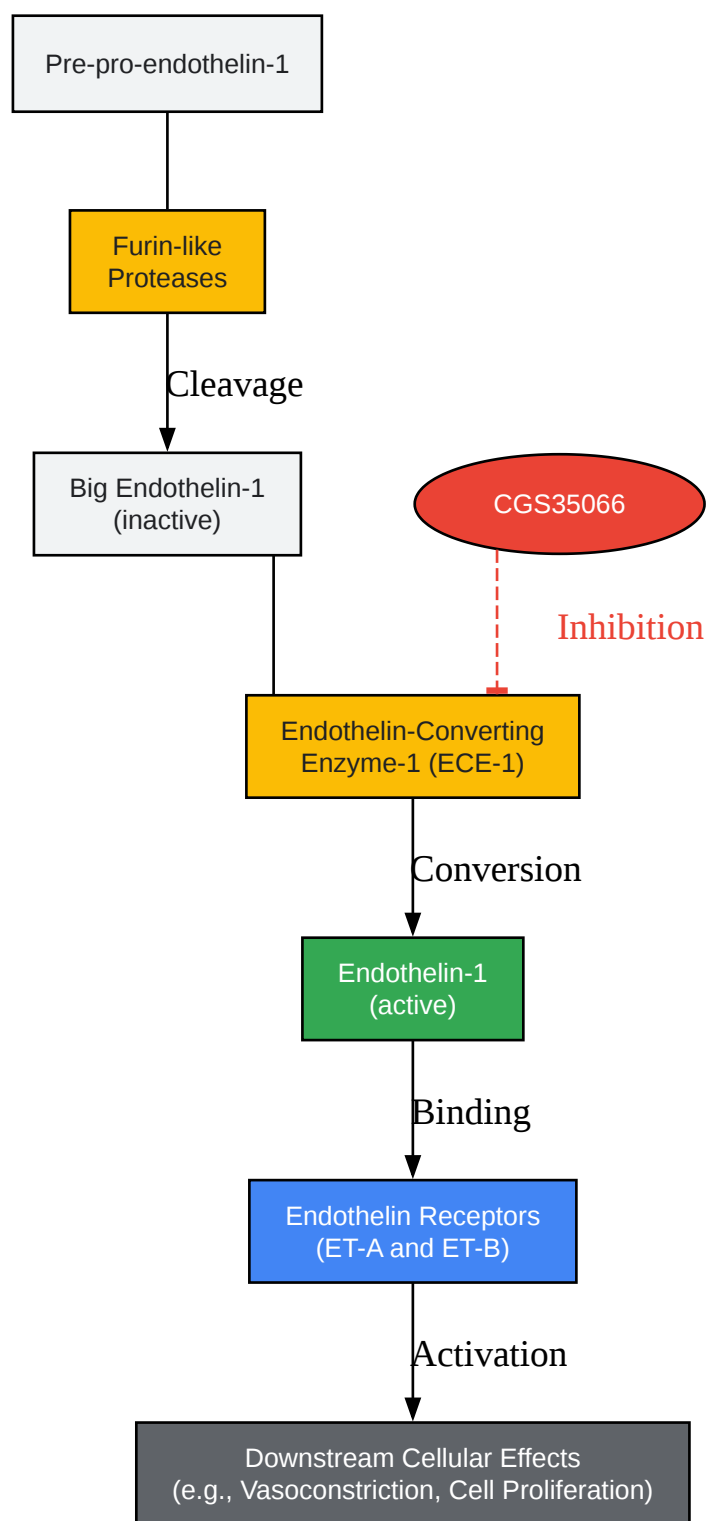 Pre-pro-endothelin-1
Furin-like
Proteases
Cleavage
Big Endothelin-1
(inactive)
CGS35066
Inhibition
Endothelin-Converting
Enzyme-1 (ECE-1)
Conversion
Endothelin-1
(active)
Binding
Endothelin Receptors
(ET-A and ET-B)
Activation
Downstream Cellular Effects
(e.g., Vasoconstriction, Cell Proliferation)